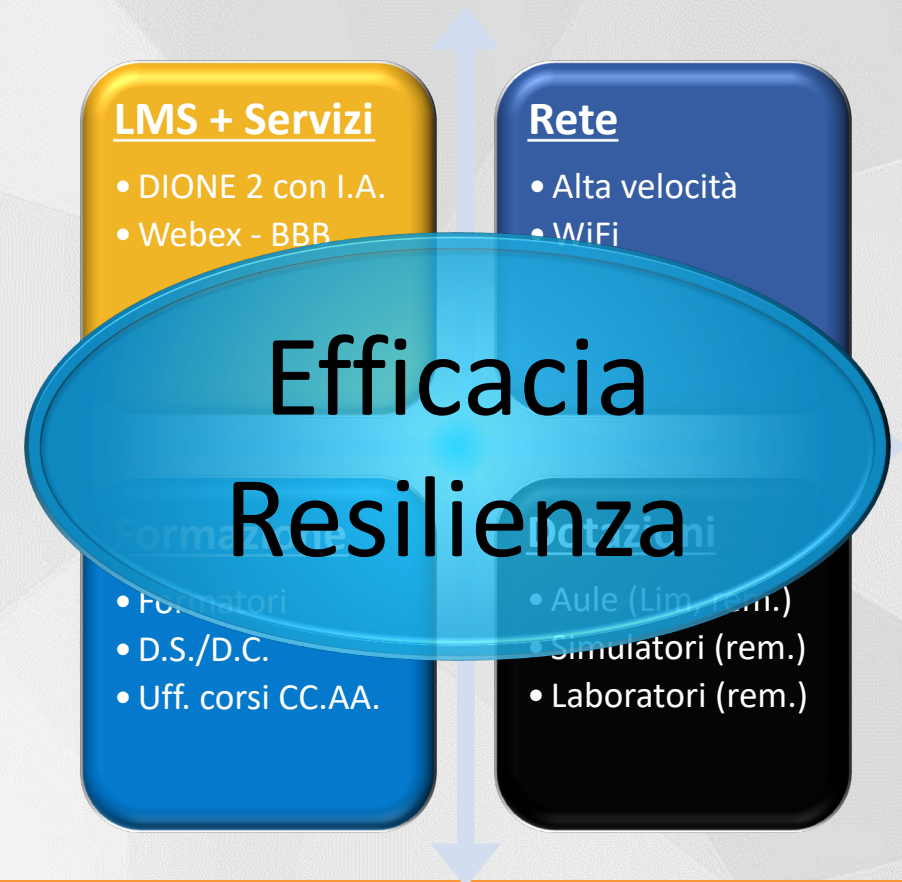 LMS + Servizi
• DIONE 2 con I.A.
• Webex - BBB
Rete
• Alta velocità
• WiFi
Efficacia
Resilienza
Formazione
• Formatori
• D.S./D.C.
• Uff. corsi CC.AA.
Dotazioni
• Aule (Lim, rem.)
• Simulatori (rem.)
• Laboratori (rem.)